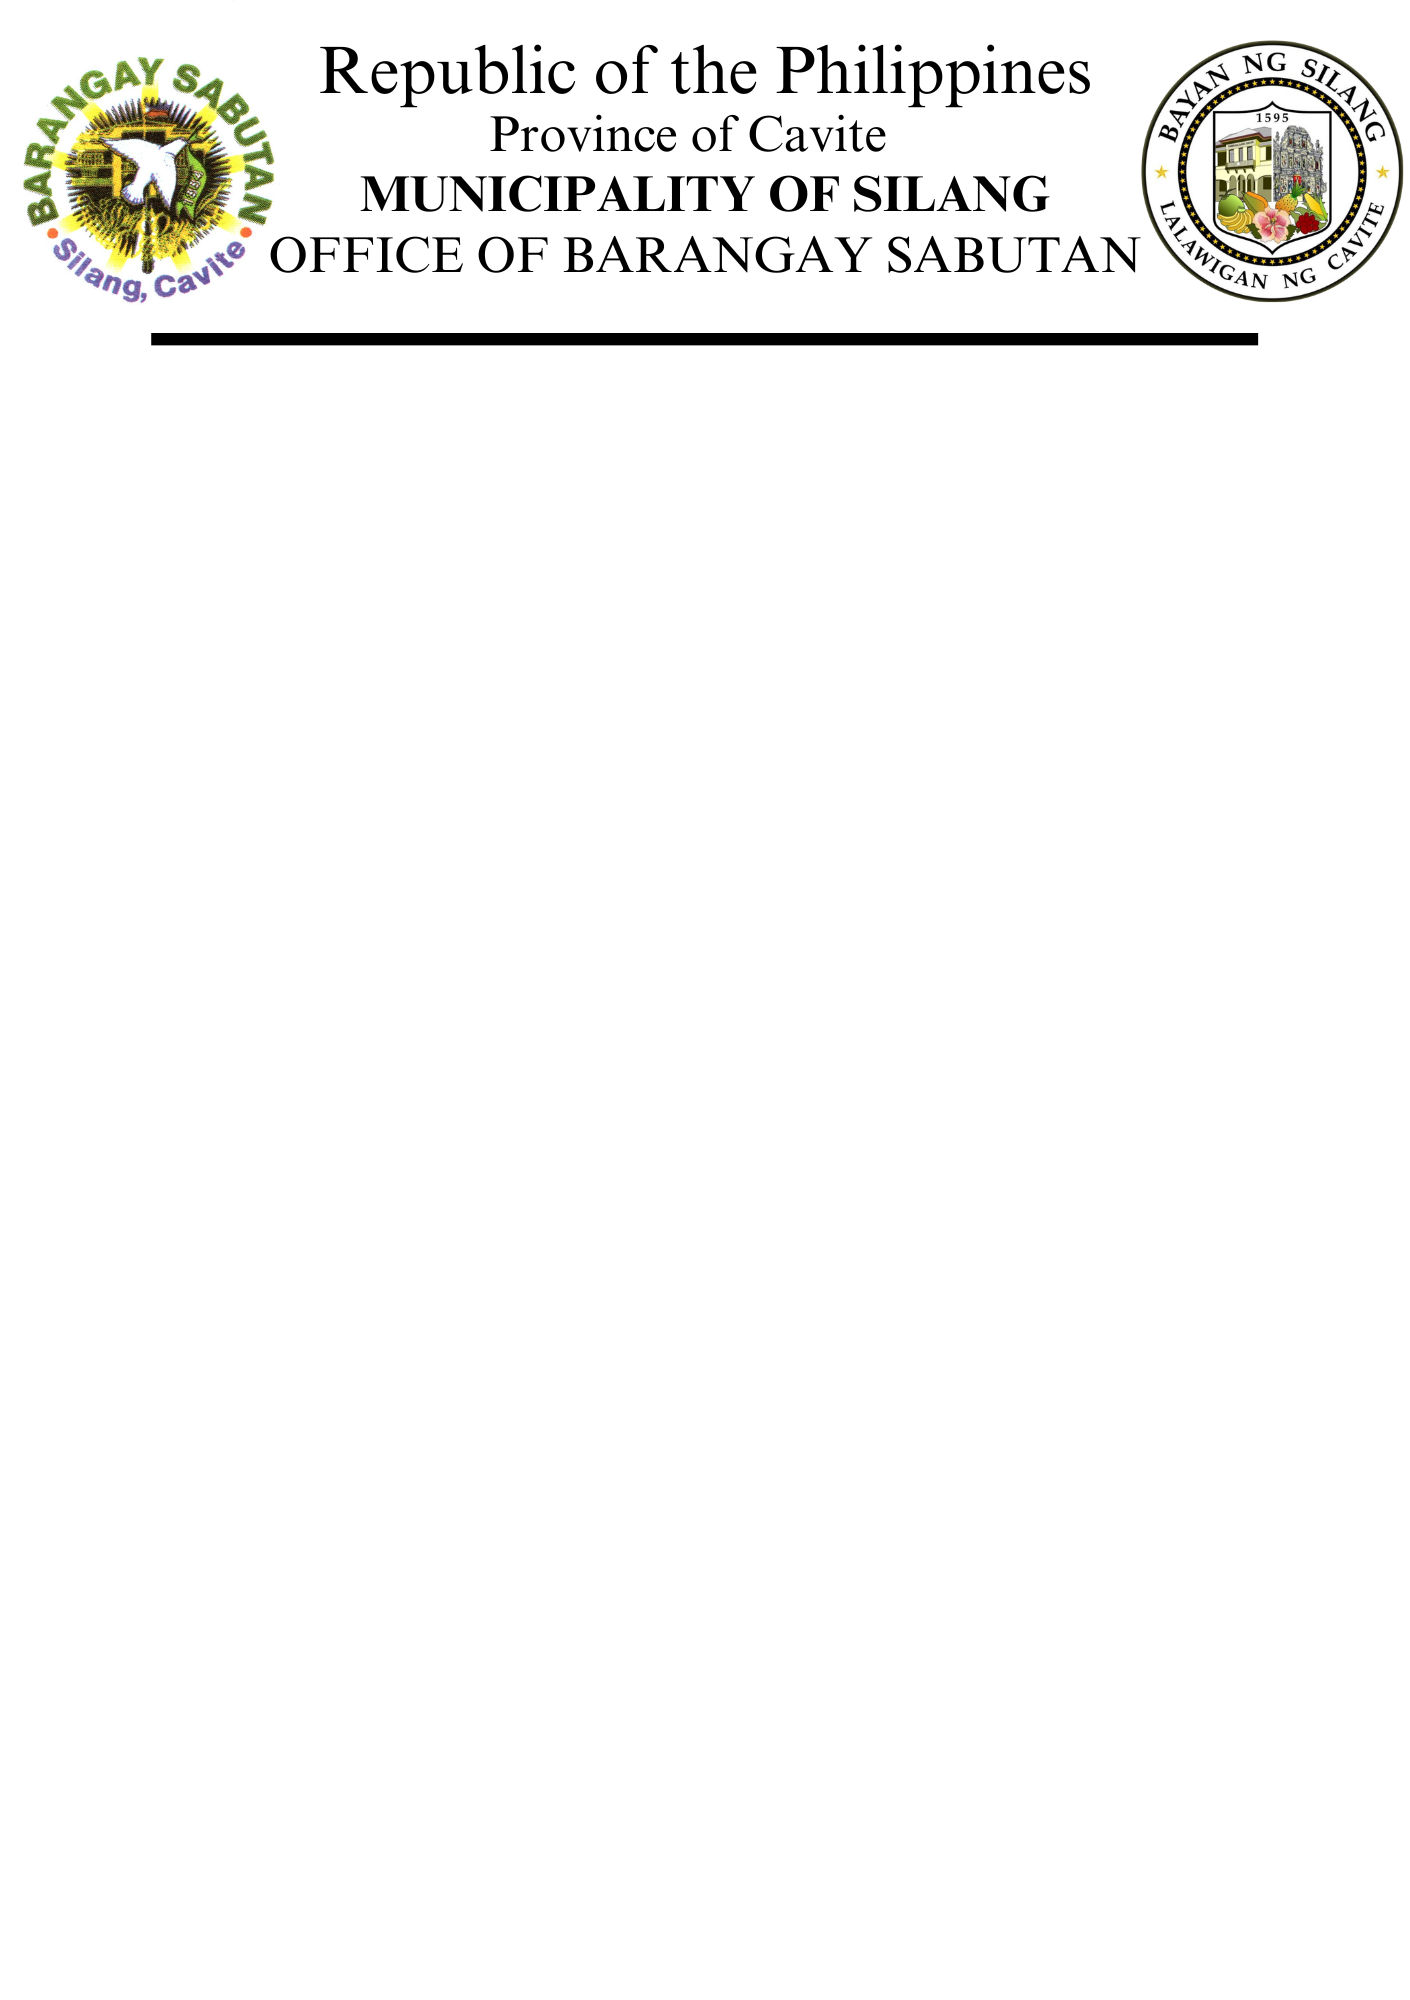 Republic of the Philippines
Province of Cavite
MUNICIPALITY OF SILANG
OFFICE OF BARANGAY SABUTAN
BARANGAY SABUTAN
Silang, Cavite
BAYAN NG SILANG
1595
LALAWIGAN NG CAVITE